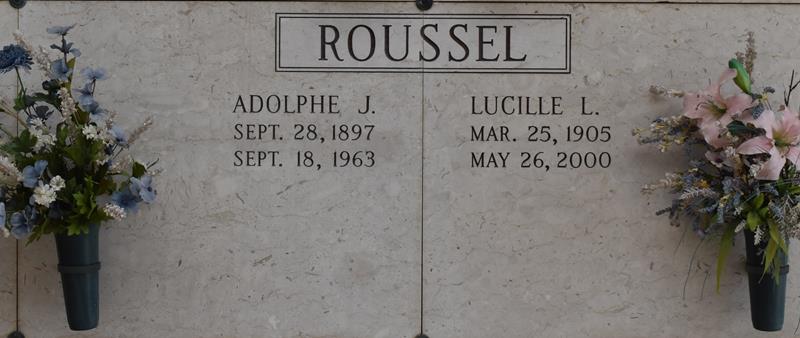 ROUSSEL
ADOLPHE J.
SEPT. 28, 1897
SEPT. 18, 1963
LUCILLE L.
MAR. 25, 1905
MAY 26, 2000